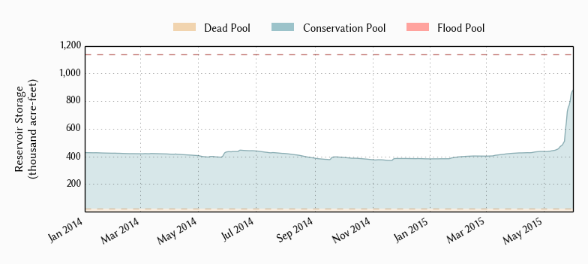 Dead Pool Conservation Pool Flood Pool
Reservoir Storage
(thousand acre-feet)
1,200
1,000
800
600
400
200
Jan 2014 Mar 2014 May 2014 Jul 2014 Sep 2014 Nov 2014 Jan 2015 Mar 2015 May 2015